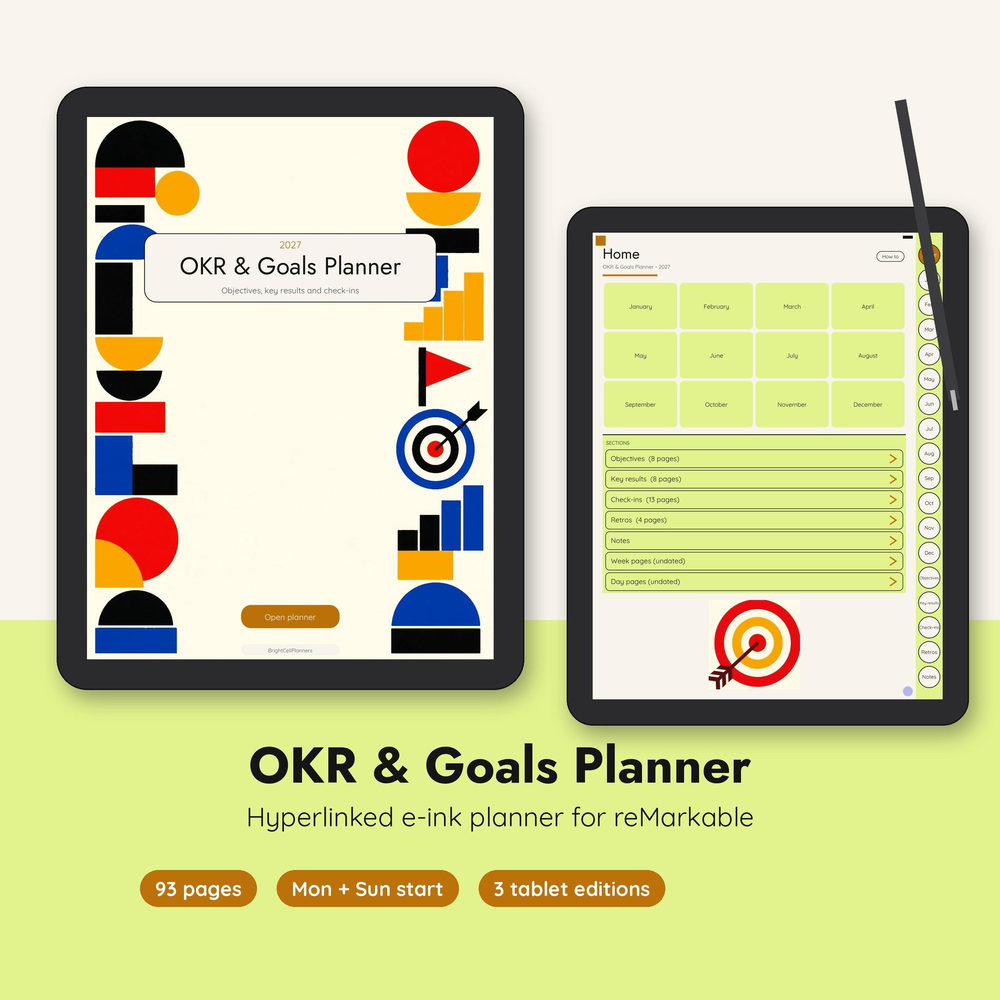 2027
OKR & Goals Planner
Objectives, key results and check-ins
Open planner
BrightCellPlanners
Home
How to
OKR & Goals Planner - 2027
January
February
March
April
May
June
July
August
September
October
November
December
SECTIONS
Objectives (8 pages)
Key results (8 pages)
Check-ins (13 pages)
Retros (4 pages)
Notes
Week pages (undated)
Day pages (undated)
Mar
Apr
May
Jun
Jul
Aug
Sep
Oct
Nov
Dec
Objectives
Key results
Check-ins
Retros
Notes
OKR & Goals Planner
Hyperlinked e-ink planner for reMarkable
93 pages
Mon + Sun start
3 tablet editions